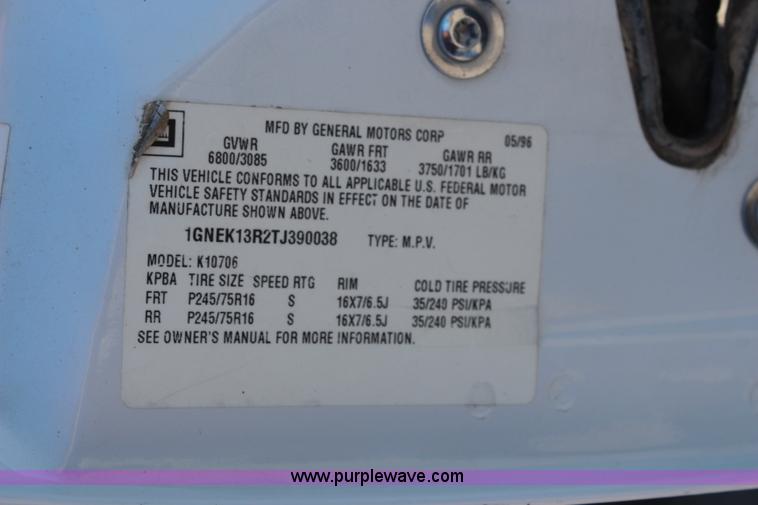 MFD BY GENERAL MOTORS CORP 05/96
GVWR GAWR FRT GAWR RR
6800/3085 3600/1633 3750/1701 LB/KG
THIS VEHICLE CONFORMS TO ALL APPLICABLE U.S. FEDERAL MOTOR
VEHICLE SAFETY STANDARDS IN EFFECT ON THE DATE OF
MANUFACTURE SHOWN ABOVE.
1GNEK13R2TJ390038 TYPE: M.P.V.
MODEL: K10706
KPBA TIRE SIZE SPEED RTG RIM COLD TIRE PRESSURE
FRT P245/75R16 S 16X7/6.5J 35/240 PSI/KPA
RR P245/75R16 S 16X7/6.5J 35/240 PSI/KPA
SEE OWNER'S MANUAL FOR MORE INFORMATION.
www.purplewave.com